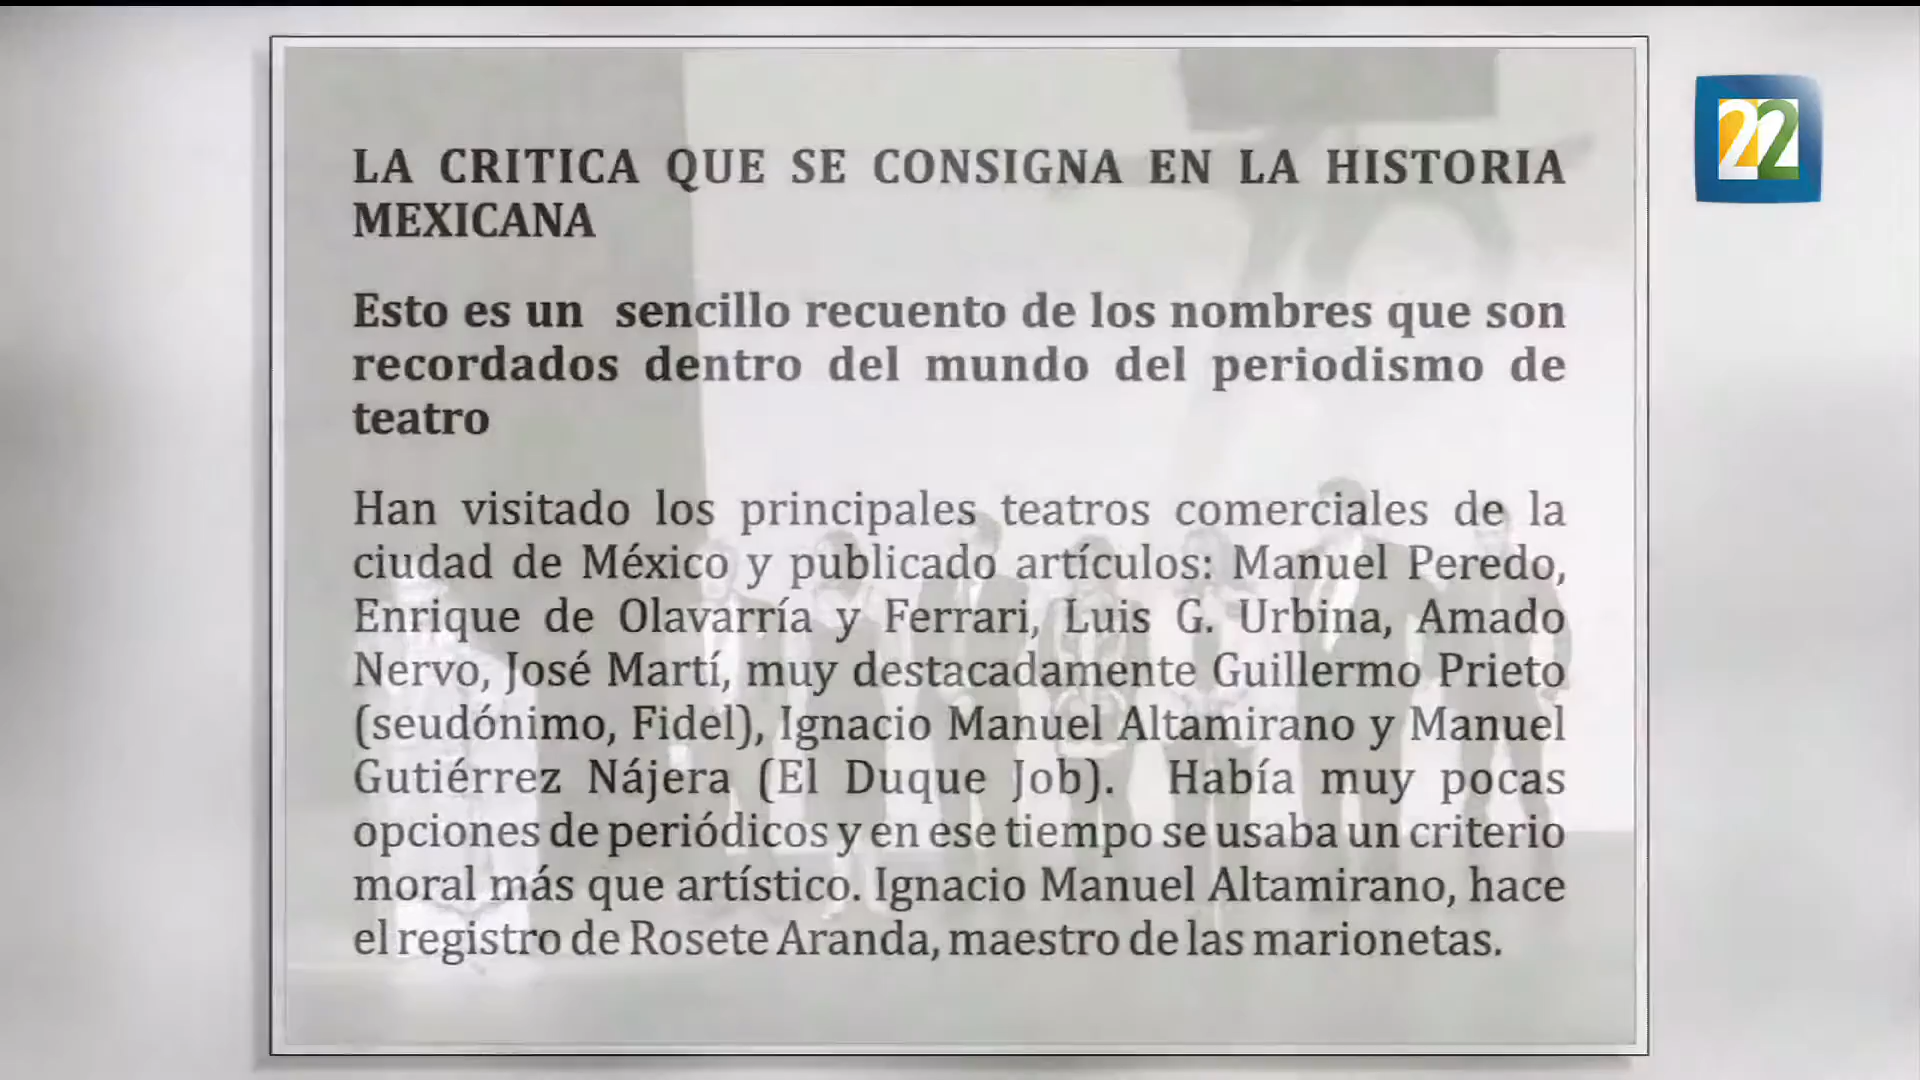 22
LA CRITICA QUE SE CONSIGNA EN LA HISTORIA
MEXICANA
Esto es un sencillo recuento de los nombres que son
recordados dentro del mundo del periodismo de
teatro
Han visitado los principales teatros comerciales de la
ciudad de México y publicado artículos: Manuel Peredo,
Enrique de Olavarría y Ferrari, Luis G. Urbina, Amado
Nervo, José Martí, muy destacadamente Guillermo Prieto
(seudónimo, Fidel), Ignacio Manuel Altamirano y Manuel
Gutiérrez Nájera (El Duque Job). Había muy pocas
opciones de periódicos y en ese tiempo se usaba un criterio
moral más que artístico. Ignacio Manuel Altamirano, hace
el registro de Rosete Aranda, maestro de las marionetas.